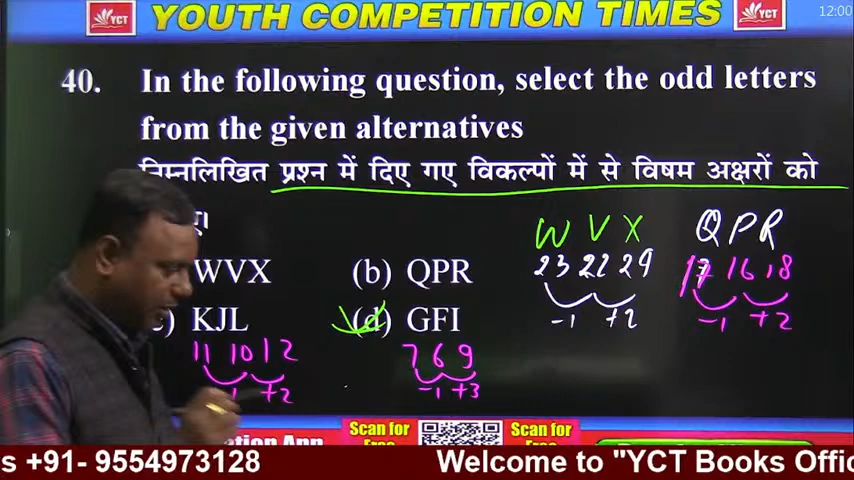 YCT
YOUTH COMPETITION TIMES
YCT
12:00
40. In the following question, select the odd letters
from the given alternatives
निम्नलिखित प्रश्न में दिए गए विकल्पों में से विषम अक्षरों को
WVX (b) QPR
KJL (d) GFI
W V X
23 22 24
-1 +2
Q P R
17 16 18
-1 +2
11 10 12
+2
7 6 9
-1 +3
Scan for
Free
Scan for
Free
+91- 9554973128 Welcome to "YCT Books